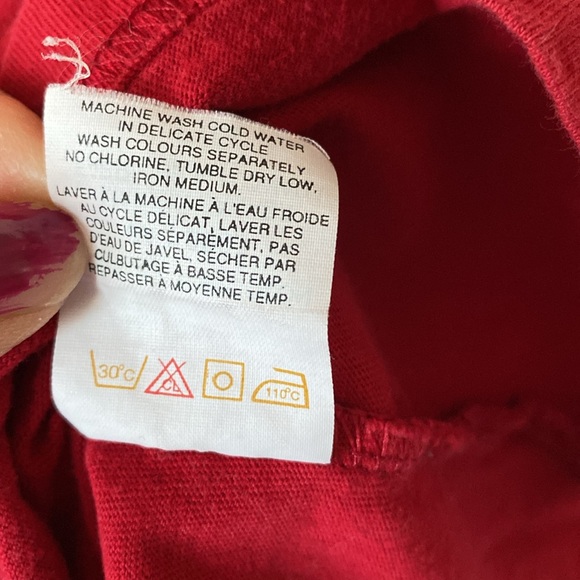 MACHINE WASH COLD WATER
IN DELICATE CYCLE
WASH COLOURS SEPARATELY
NO CHLORINE, TUMBLE DRY LOW.
IRON MEDIUM.
LAVER À LA MACHINE À L'EAU FROIDE
AU CYCLE DÉLICAT, LAVER LES
COULEURS SÉPARÉMENT, PAS
D'EAU DE JAVEL, SÉCHER PAR
CULBUTAGE À BASSE TEMP.
REPASSER À MOYENNE TEMP.
30°C CL 110°C